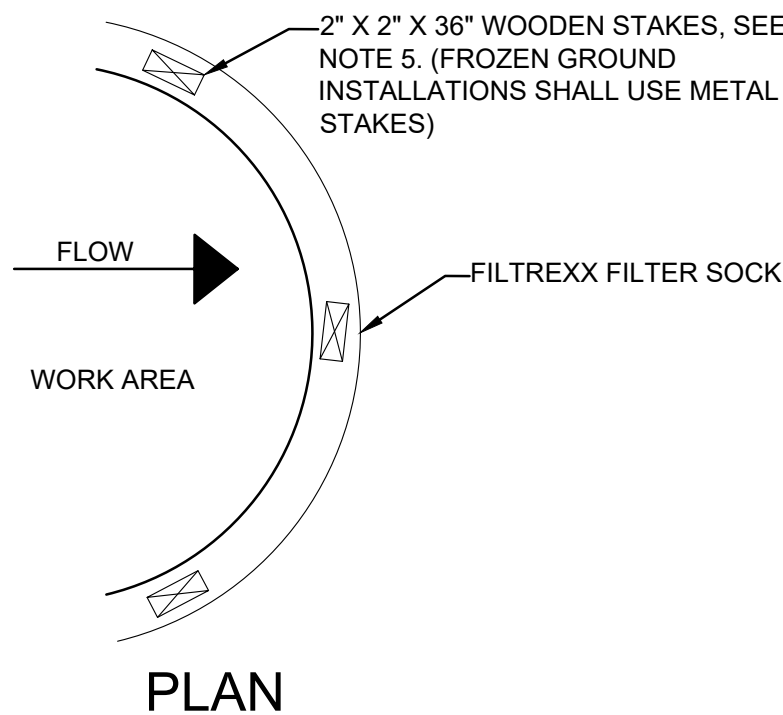 2" X 2" X 36" WOODEN STAKES, SEE
NOTE 5. (FROZEN GROUND
INSTALLATIONS SHALL USE METAL
STAKES)
FLOW
FILTREXX FILTER SOCK
WORK AREA
PLAN